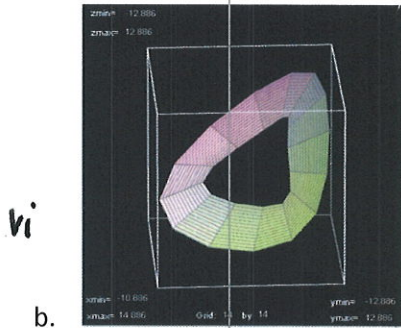 zmin= -12.886
zmax= 12.886
vi
xmin= -10.886
xmax= 14.886
Grid: 14 by 14
ymin= -12.886
ymax= 12.886
b.